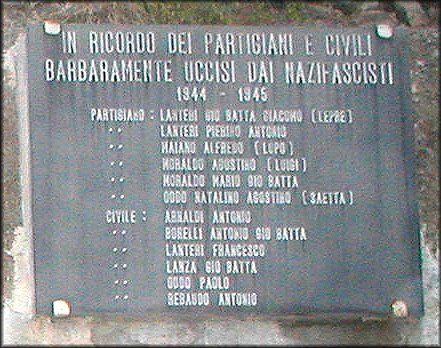 IN RICORDO DEI PARTIGIANI E CIVILI
BARBARAMENTE UCCISI DAI NAZIFASCISTI
1944 - 1945
PARTIGIANO: LANTERI GIO BATTA GIACOMO (LEPRE)
" LANTERI PIERINO ANTONIO
" MAIANO ALFREDO (LUPO)
" MORALDO AGOSTINO (LUIGI)
" MORALDO MARIO GIO BATTA
" ODDO NATALINO AGOSTINO (SAETTA)
CIVILE: ARNALDI ANTONIO
" BORELLI ANTONIO GIO BATTA
" LANTERI FRANCESCO
" LANZA GIO BATTA
" ODDO PAOLO
" REBAUDO ANTONIO